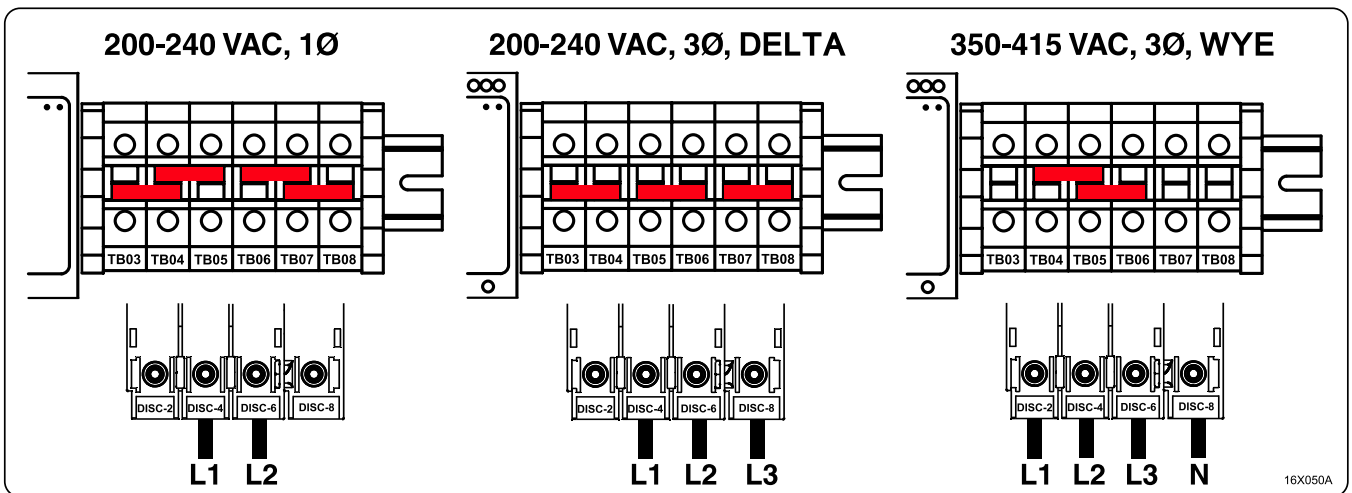 200-240 VAC, 1Ø
TB03 TB04 TB05 TB06 TB07 TB08
DISC-2 DISC-4 DISC-6 DISC-8
L1 L2
200-240 VAC, 3Ø, DELTA
TB03 TB04 TB05 TB06 TB07 TB08
DISC-2 DISC-4 DISC-6 DISC-8
L1 L2 L3
350-415 VAC, 3Ø, WYE
TB03 TB04 TB05 TB06 TB07 TB08
DISC-2 DISC-4 DISC-6 DISC-8
L1 L2 L3 N
16X050A